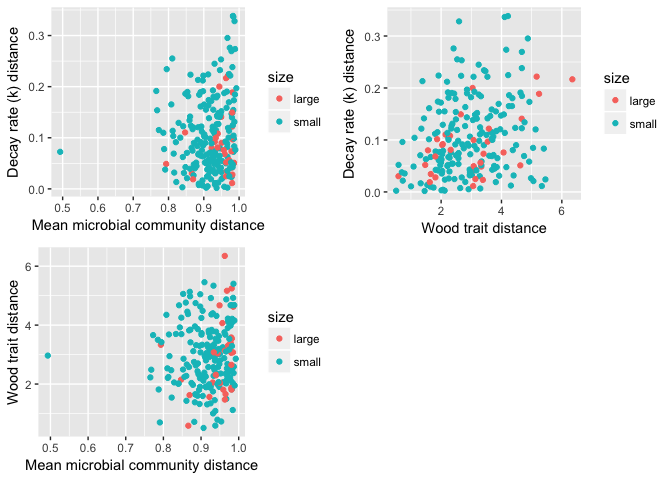 Decay rate (k) distance
0.3
0.2
0.1
0.0
0.5 0.6 0.7 0.8 0.9 1.0
Mean microbial community distance
size
large
small
Decay rate (k) distance
0.3
0.2
0.1
0.0
2 4 6
Wood trait distance
size
large
small
Wood trait distance
6
4
2
0.5 0.6 0.7 0.8 0.9 1.0
Mean microbial community distance
size
large
small